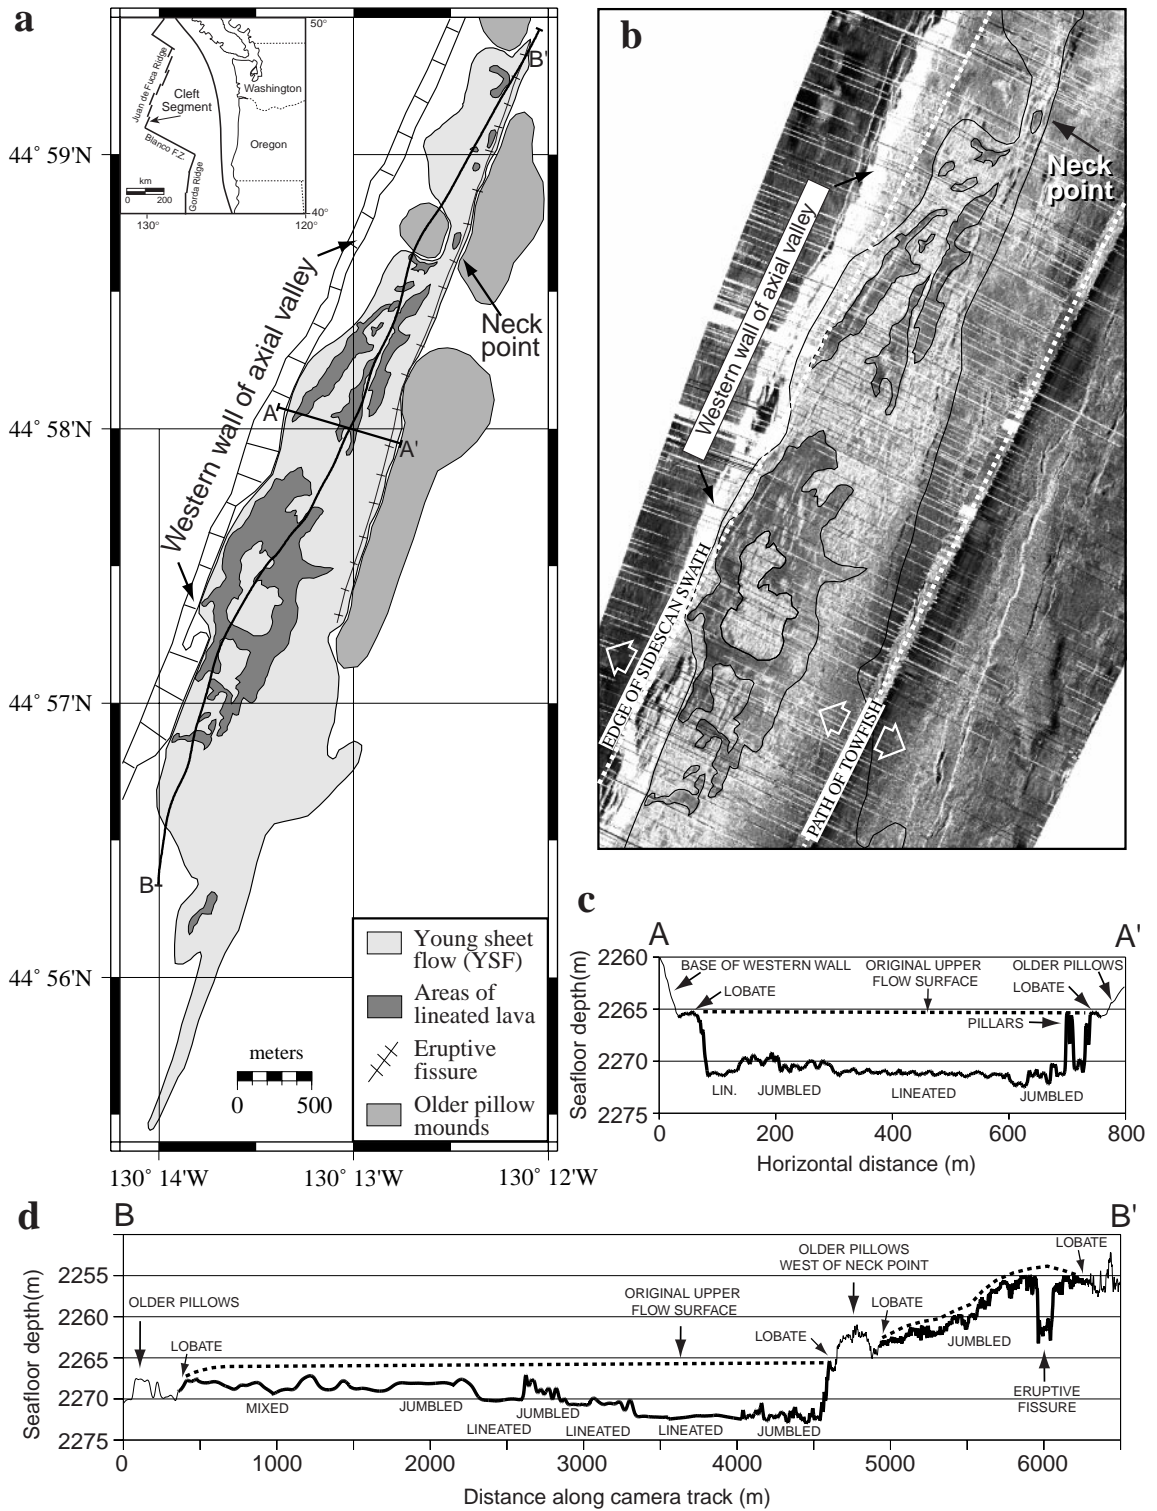 a
50°
Juan de Fuca Ridge
Cleft
Segment
Washington
Blanco F.Z.
Oregon
Gorda Ridge
km
0 200
40°
130°
120°
B'
44° 59'N
44° 58'N
44° 57'N
44° 56'N
Western wall of axial valley
Neck
point
A
A'
B
meters
0 500
Young sheet
flow (YSF)
Areas of
lineated lava
Eruptive
fissure
Older pillow
mounds
130° 14'W
130° 13'W
130° 12'W
b
Neck
point
Western wall of axial valley
EDGE OF SIDESCAN SWATH
PATH OF TOWFISH
c
A
A'
Seafloor depth(m)
2260
2265
2270
2275
BASE OF WESTERN WALL
ORIGINAL UPPER
FLOW SURFACE
OLDER PILLOWS
LOBATE
LOBATE
PILLARS
LIN.
JUMBLED
LINEATED
JUMBLED
0 200 400 600 800
Horizontal distance (m)
d
B
B'
Seafloor depth(m)
2255
2260
2265
2270
2275
OLDER PILLOWS
LOBATE
ORIGINAL UPPER
FLOW SURFACE
OLDER PILLOWS
WEST OF NECK POINT
LOBATE
LOBATE
LOBATE
JUMBLED
ERUPTIVE
FISSURE
MIXED
JUMBLED
LINEATED
JUMBLED
LINEATED
LINEATED
JUMBLED
0 1000 2000 3000 4000 5000 6000
Distance along camera track (m)